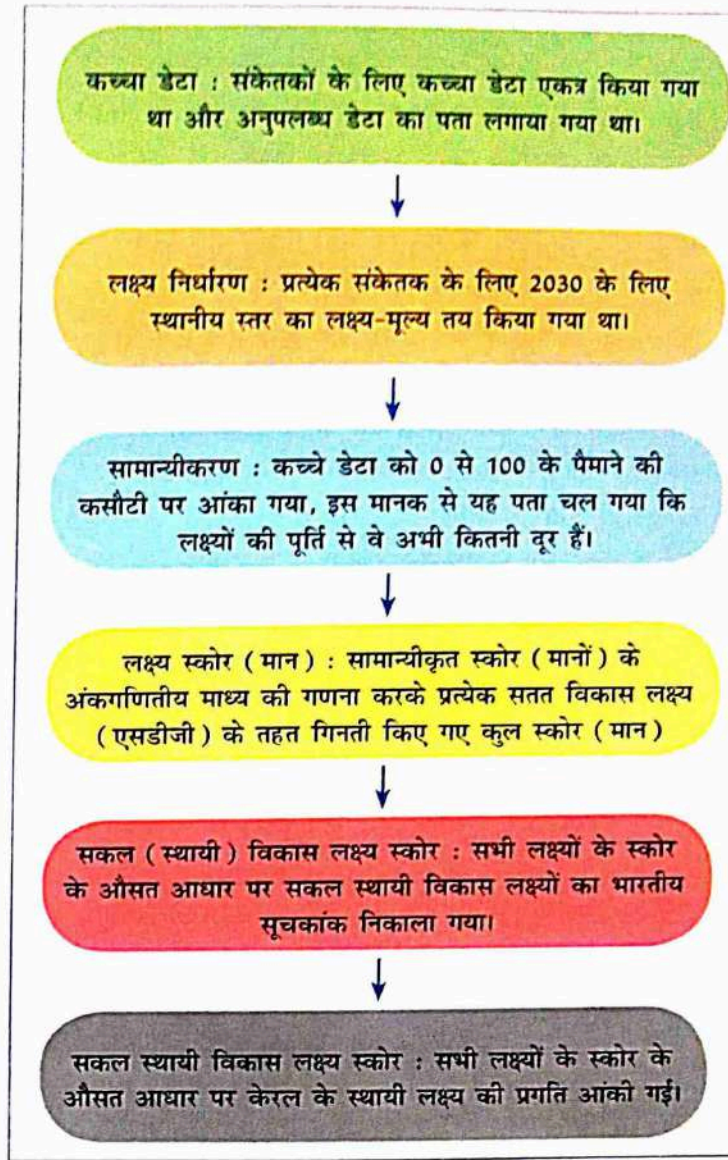 कच्चा डेटा : संकेतकों के लिए कच्चा डेटा एकत्र किया गया
था और अनुपलब्ध डेटा का पता लगाया गया था।
लक्ष्य निर्धारण : प्रत्येक संकेतक के लिए 2030 के लिए
स्थानीय स्तर का लक्ष्य-मूल्य तय किया गया था।
सामान्यीकरण : कच्चे डेटा को 0 से 100 के पैमाने की
कसौटी पर आंका गया, इस मानक से यह पता चल गया कि
लक्ष्यों की पूर्ति से वे अभी कितनी दूर हैं।
लक्ष्य स्कोर ( मान ) : सामान्यीकृत स्कोर ( मानों ) के
अंकगणितीय माध्य की गणना करके प्रत्येक सतत विकास लक्ष्य
( एसडीजी ) के तहत गिनती किए गए कुल स्कोर ( मान )
सकल ( स्थायी ) विकास लक्ष्य स्कोर : सभी लक्ष्यों के स्कोर
के औसत आधार पर सकल स्थायी विकास लक्ष्यों का भारतीय
सूचकांक निकाला गया।
सकल स्थायी विकास लक्ष्य स्कोर : सभी लक्ष्यों के स्कोर के
औसत आधार पर केरल के स्थायी लक्ष्य की प्रगति आंकी गई।